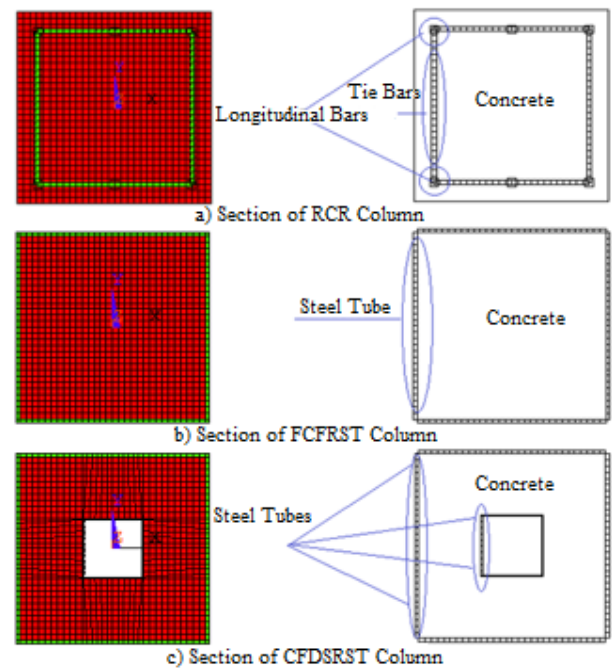 Tie Bars
Concrete
Longitudinal Bars
X
a) Section of RCR Column
Steel Tube
Concrete
X
b) Section of FCFRST Column
Concrete
Steel Tubes
X
c) Section of CFDSRST Column